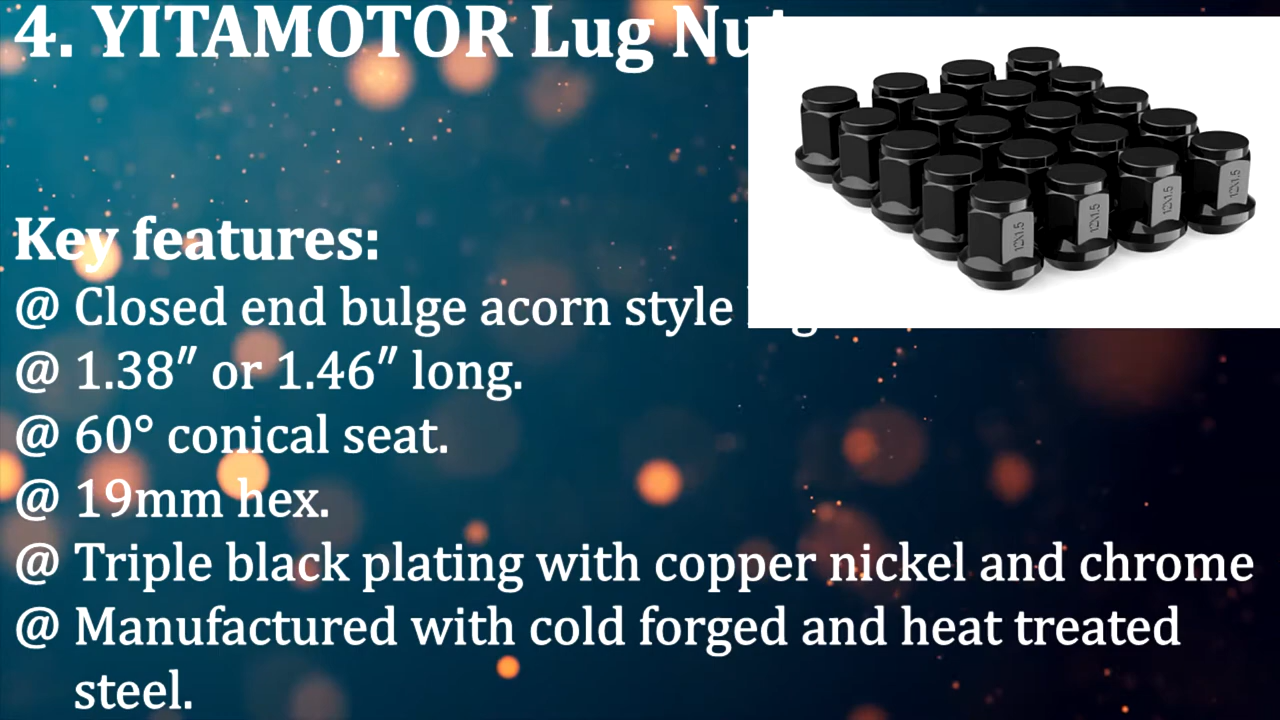 4. YITAMOTOR Lug Nut
Key features:
@ Closed end bulge acorn style
@ 1.38″ or 1.46″ long.
@ 60° conical seat.
@ 19mm hex.
@ Triple black plating with copper nickel and chrome
@ Manufactured with cold forged and heat treated
steel.
12X1.5
12X1.5
12X1.5
12X1.5